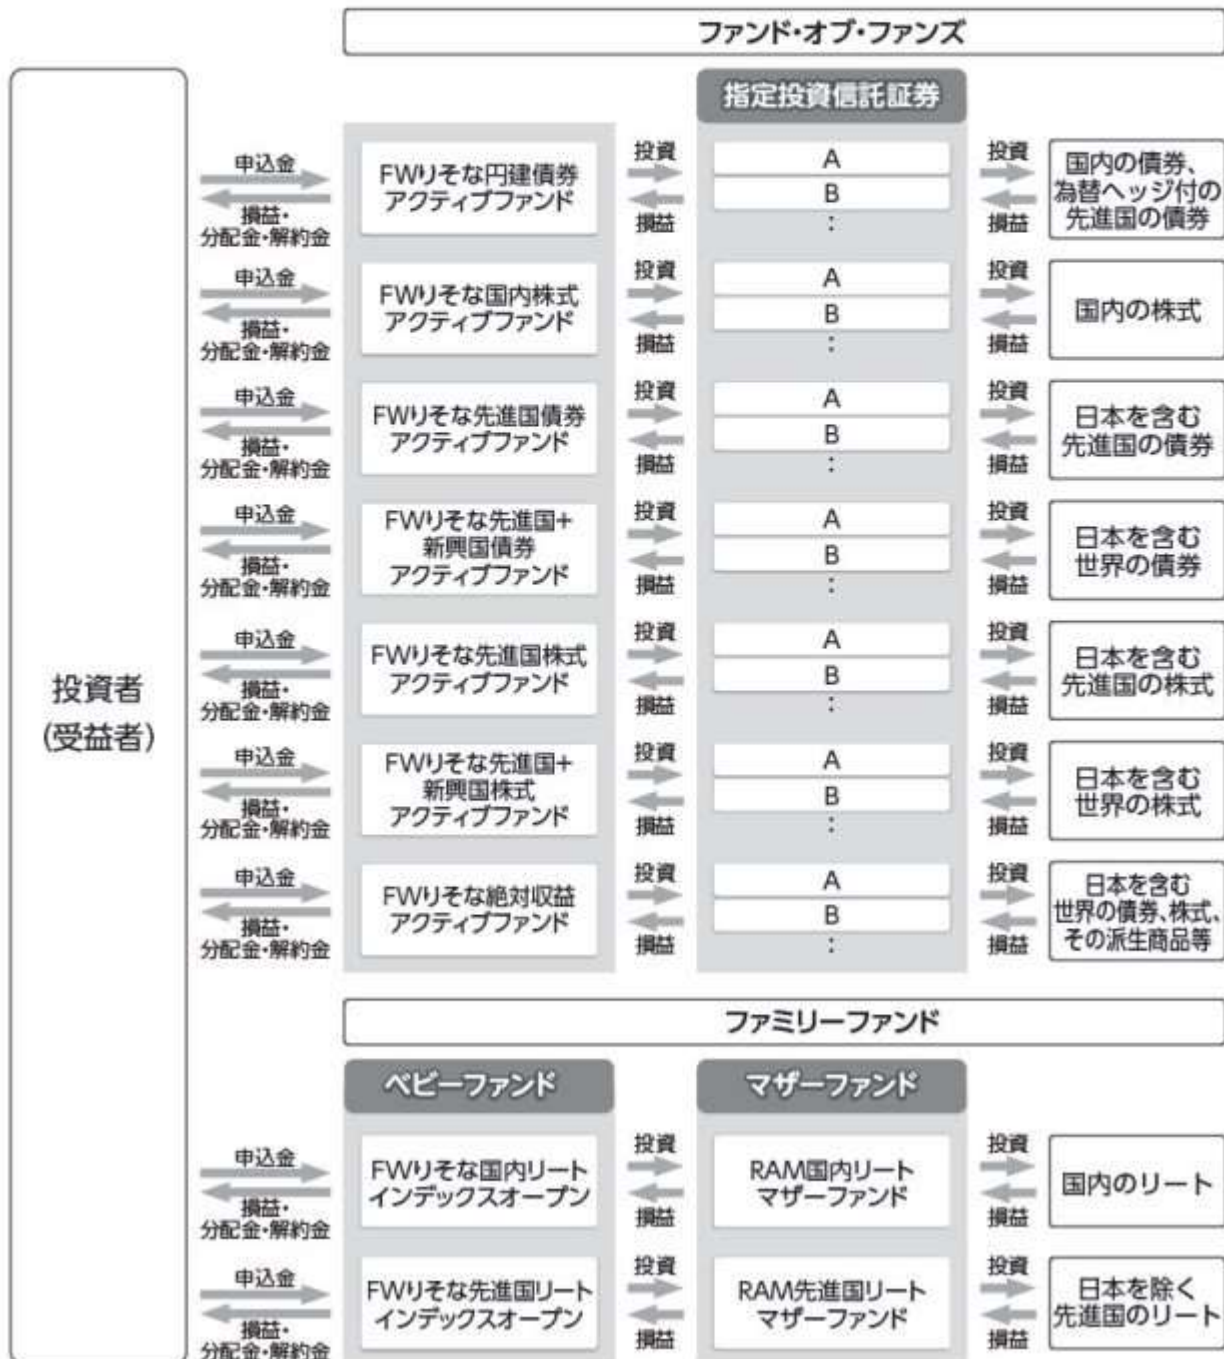 ファンド・オブ・ファンズ
指定投資信託証券
投資者
(受益者)
申込金
損益・
分配金・解約金
FWりそな円建債券
アクティブファンド
投資
損益
A
B
：
投資
損益
国内の債券、
為替ヘッジ付の
先進国の債券
申込金
損益・
分配金・解約金
FWりそな国内株式
アクティブファンド
投資
損益
A
B
：
投資
損益
国内の株式
申込金
損益・
分配金・解約金
FWりそな先進国債券
アクティブファンド
投資
損益
A
B
：
投資
損益
日本を含む
先進国の債券
申込金
損益・
分配金・解約金
FWりそな先進国+
新興国債券
アクティブファンド
投資
損益
A
B
：
投資
損益
日本を含む
世界の債券
申込金
損益・
分配金・解約金
FWりそな先進国株式
アクティブファンド
投資
損益
A
B
：
投資
損益
日本を含む
先進国の株式
申込金
損益・
分配金・解約金
FWりそな先進国+
新興国株式
アクティブファンド
投資
損益
A
B
：
投資
損益
日本を含む
世界の株式
申込金
損益・
分配金・解約金
FWりそな絶対収益
アクティブファンド
投資
損益
A
B
：
投資
損益
日本を含む
世界の債券、株式、
その派生商品等
ファミリーファンド
ベビーファンド
マザーファンド
申込金
損益・
分配金・解約金
FWりそな国内リート
インデックスオープン
投資
損益
RAM国内リート
マザーファンド
投資
損益
国内のリート
申込金
損益・
分配金・解約金
FWりそな先進国リート
インデックスオープン
投資
損益
RAM先進国リート
マザーファンド
投資
損益
日本を除く
先進国のリート